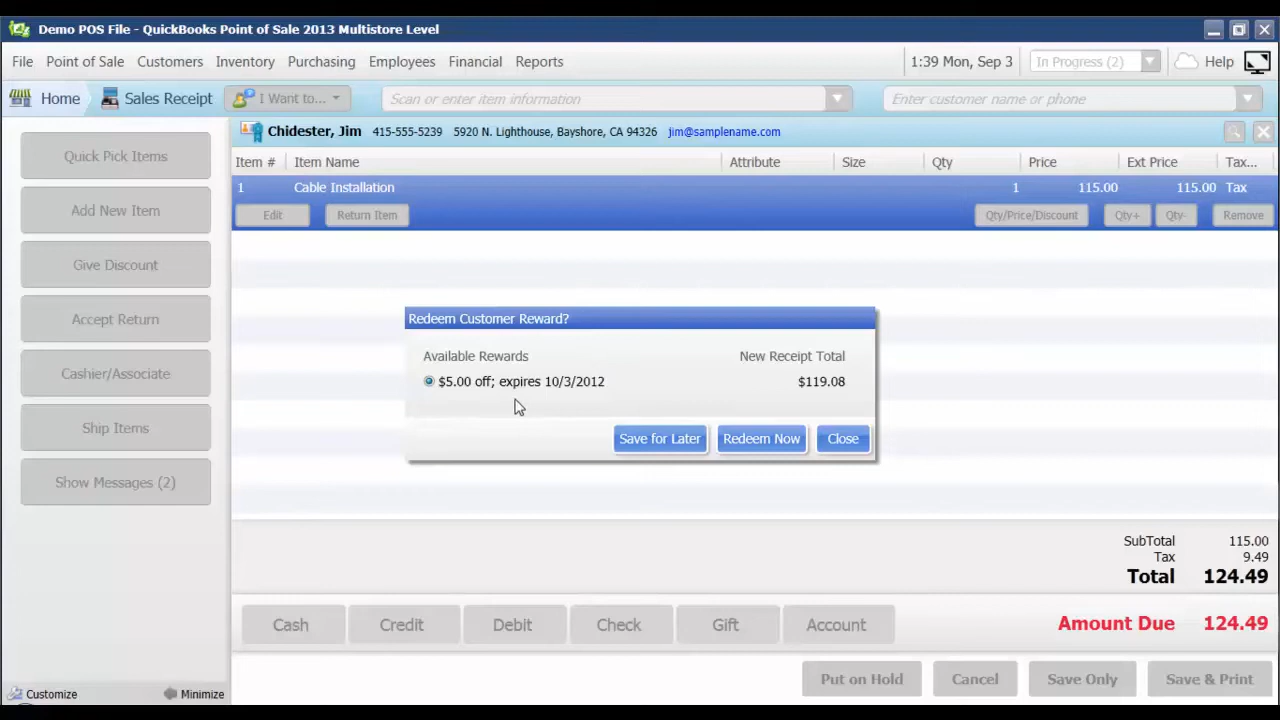 Demo POS File - QuickBooks Point of Sale 2013 Multistore Level
File Point of Sale Customers Inventory Purchasing Employees Financial Reports 1:39 Mon, Sep 3 In Progress (2) Help
Home Sales Receipt I Want to... Scan or enter item information Enter customer name or phone
Quick Pick Items
Add New Item
Give Discount
Accept Return
Cashier/Associate
Ship Items
Show Messages (2)
Customize Minimize
Chidester, Jim 415-555-5239 5920 N. Lighthouse, Bayshore, CA 94326 jim@samplename.com
Item # Item Name Attribute Size Qty Price Ext Price Tax...
1 Cable Installation 1 115.00 115.00 Tax
Edit Return Item Qty/Price/Discount Qty+ Qty- Remove
Redeem Customer Reward?
Available Rewards New Receipt Total
$5.00 off; expires 10/3/2012 $119.08
Save for Later Redeem Now Close
SubTotal 115.00
Tax 9.49
Total 124.49
Cash Credit Debit Check Gift Account Amount Due 124.49
Put on Hold Cancel Save Only Save & Print